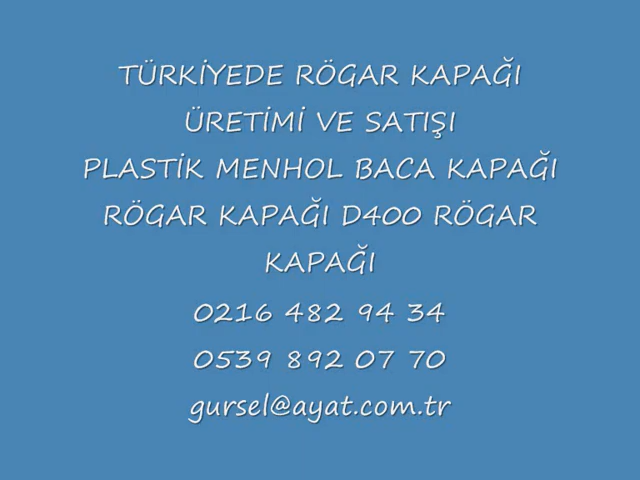 TÜRKİYEDE RÖGAR KAPAĞI
ÜRETİMİ VE SATIŞI
PLASTİK MENHOL BACA KAPAĞI
RÖGAR KAPAĞI D400 RÖGAR
KAPAĞI
0216 482 94 34
0539 892 07 70
gursel@ayat.com.tr